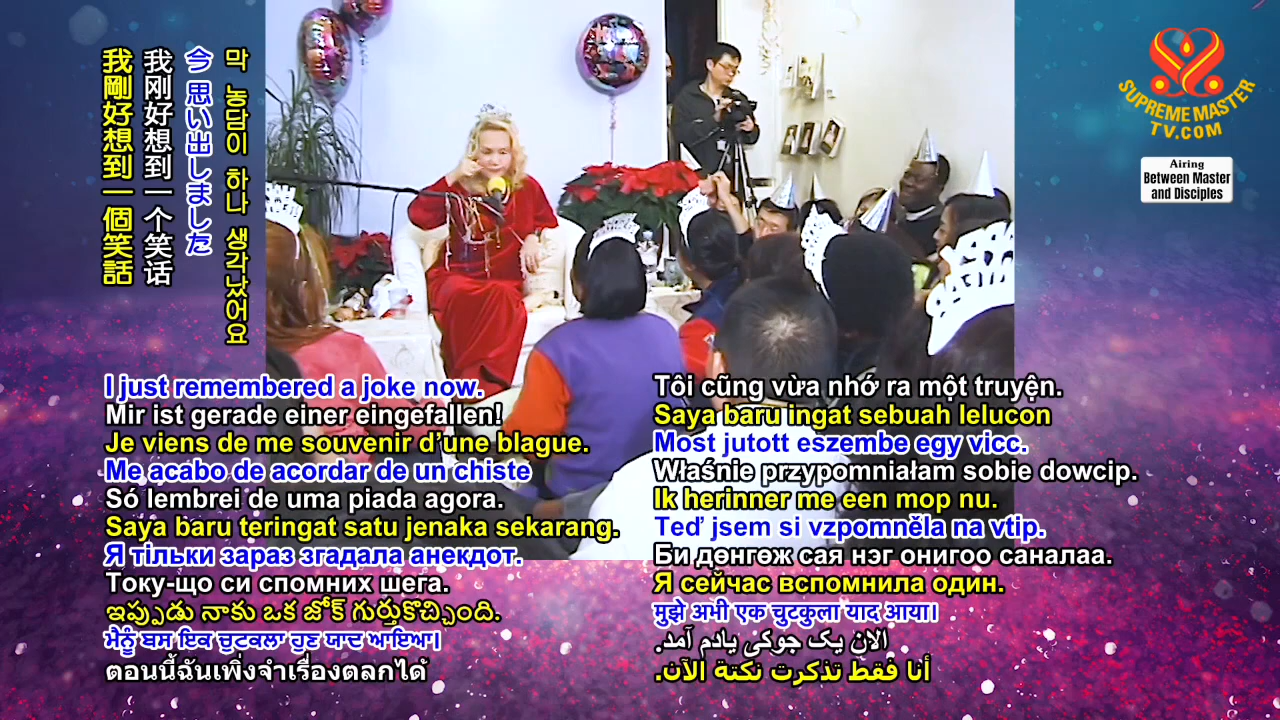 我剛好想到一個笑話
我刚好想到一个笑话
今 思い出しました
막 농담이 하나 생각났어요
SUPREME MASTER
TV.COM
Airing
Between Master
and Disciples
I just remembered a joke now.
Mir ist gerade einer eingefallen!
Je viens de me souvenir d’une blague.
Me acabo de acordar de un chiste
Só lembrei de uma piada agora.
Saya baru teringat satu jenaka sekarang.
Я тільки зараз згадала анекдот.
Току-що си спомних шега.
ఇప్పుడు నాకు ఒక జోక్ గుర్తుకొచ్చింది.
ਮੈਨੂੰ ਬਸ ਇਕ ਚੁਟਕਲਾ ਹੁਣ ਯਾਦ ਆਇਆ।
ตอนนี้ฉันเพิ่งจำเรื่องตลกได้
Tôi cũng vừa nhớ ra một truyện.
Saya baru ingat sebuah lelucon
Most jutott eszembe egy vicc.
Właśnie przypomniałam sobie dowcip.
Ik herinner me een mop nu.
Teď jsem si vzpomněla na vtip.
Би дөнгөж сая нэг онигоо саналаа.
Я сейчас вспомнила один.
मुझे अभी एक चुटकुला याद आया।
الان یک جوکی یادم آمد.
أنا فقط تذكرت نكتة الآن.